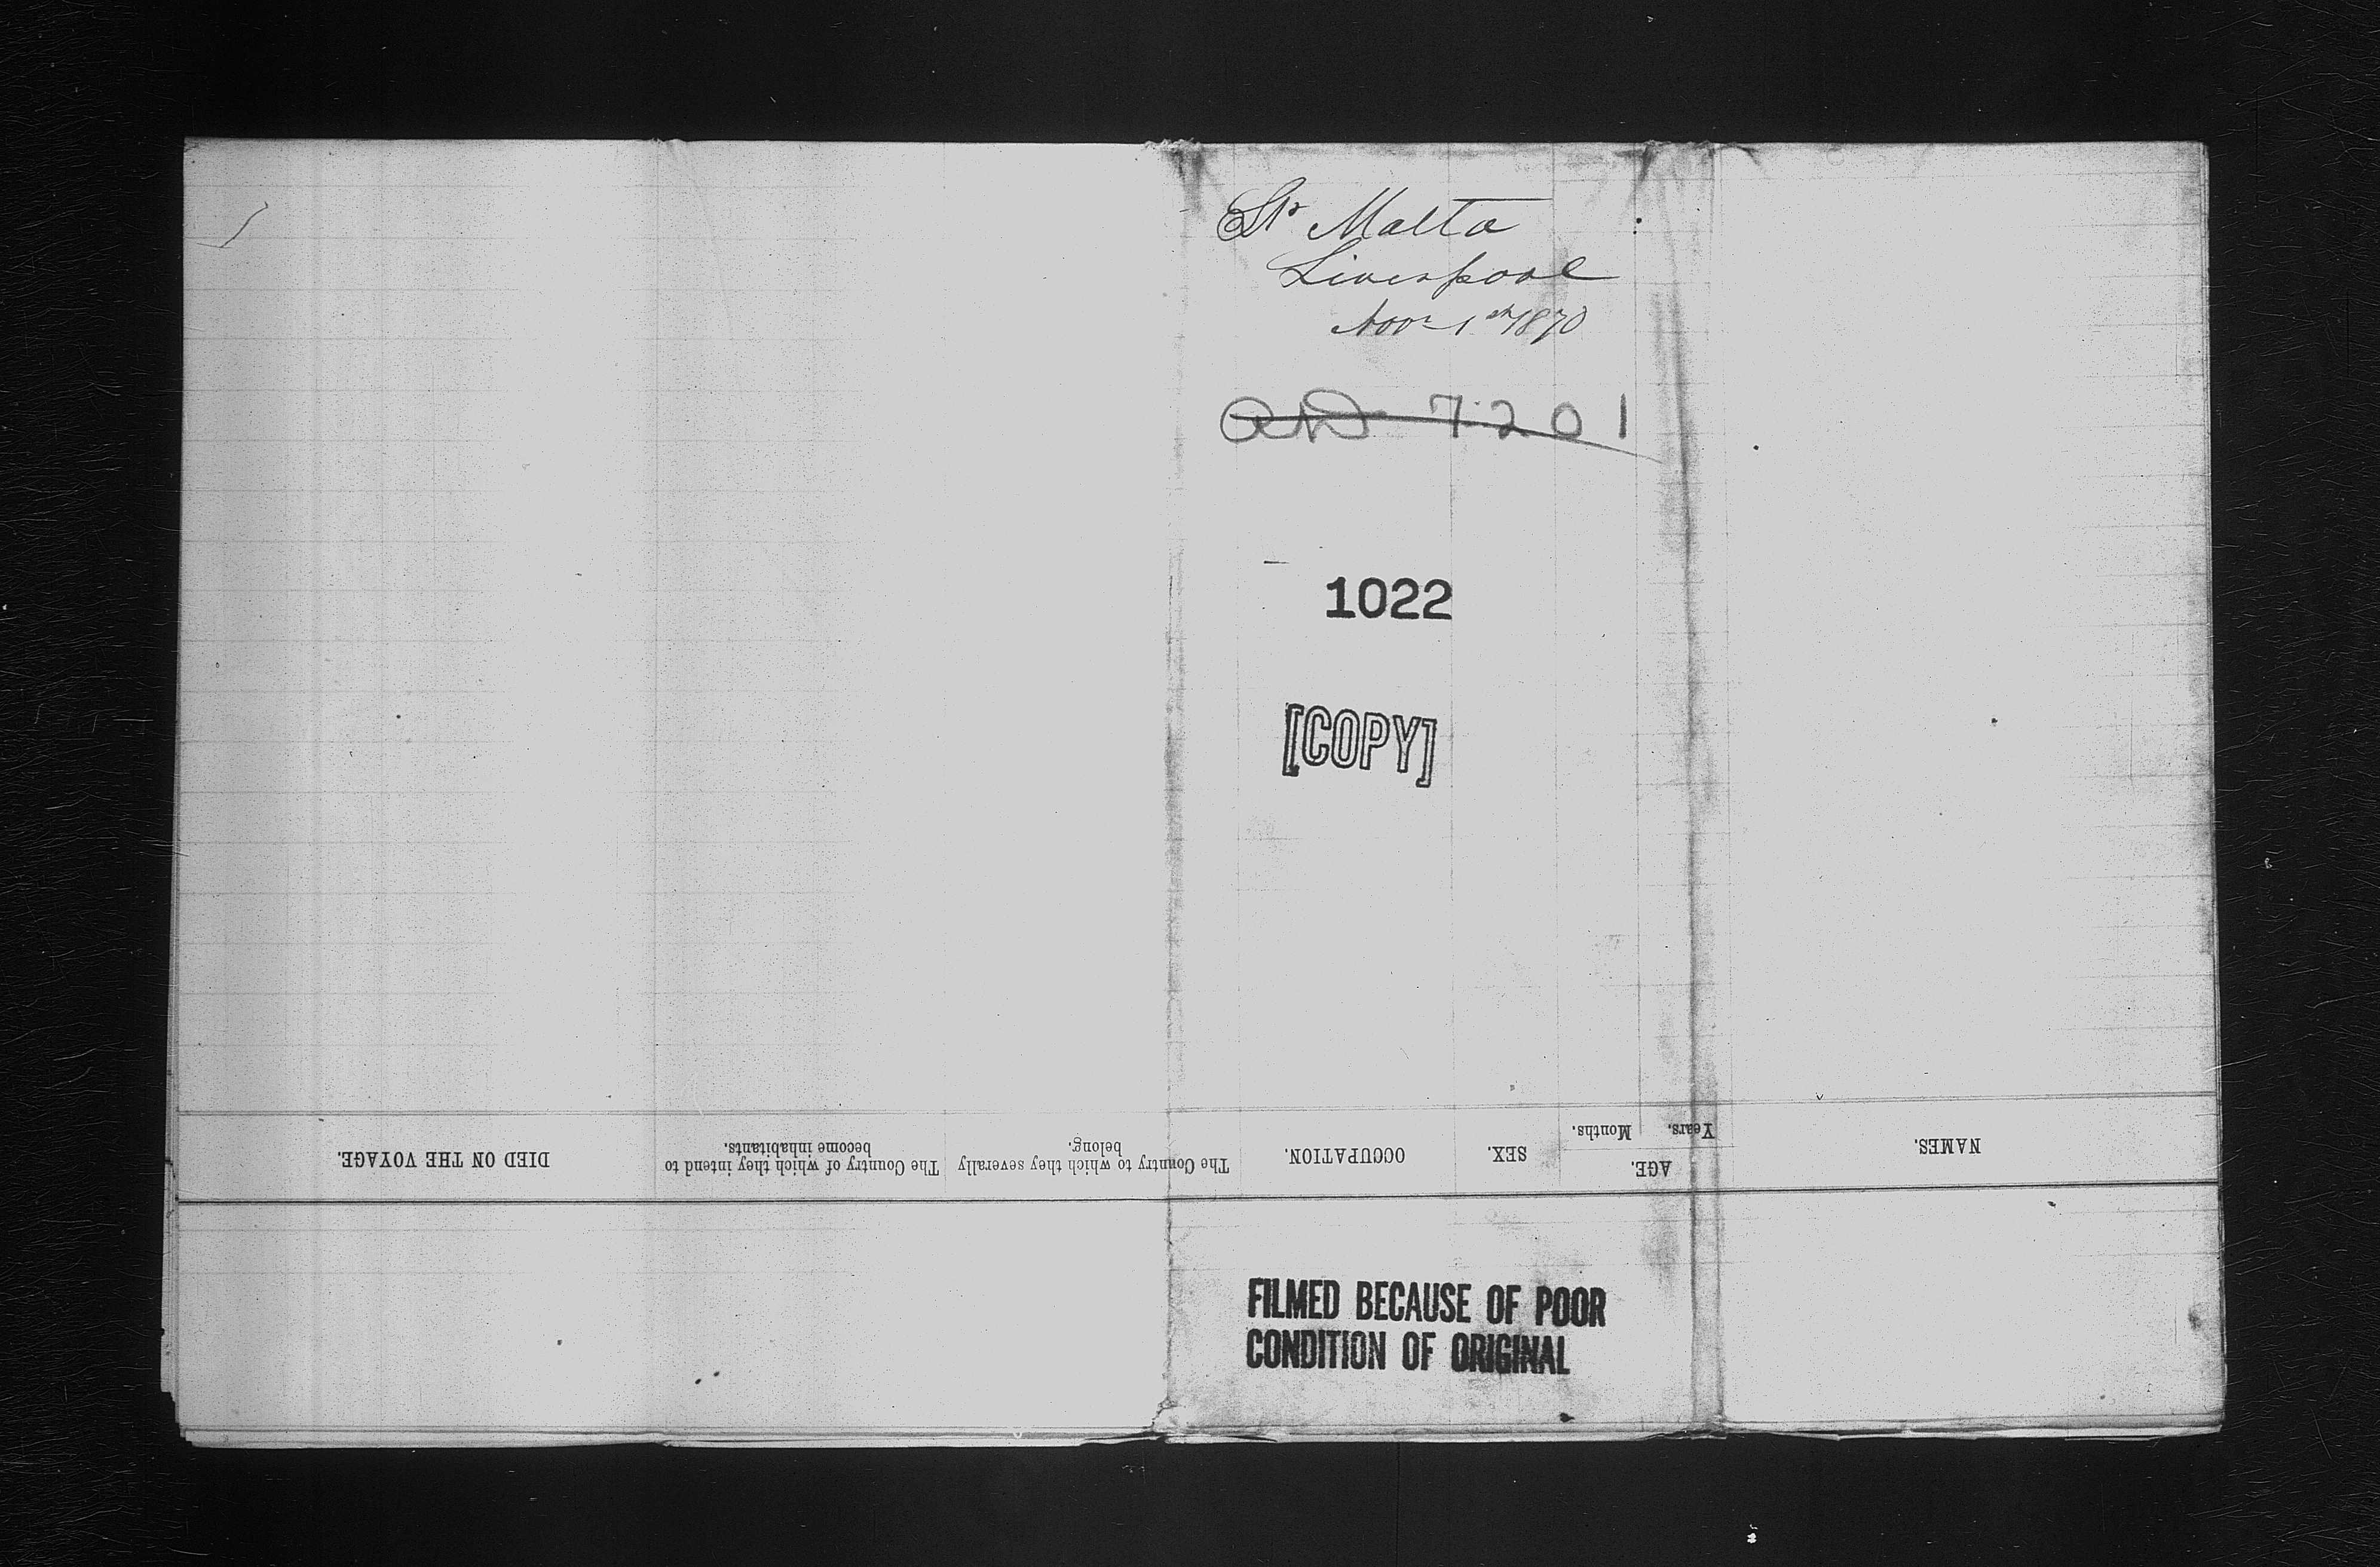 Str Malta
Liverpool
Novr 1st 1870
7201
1022
[COPY]
NAMES.
AGE.
Years. Months.
SEX.
OCCUPATION.
The Country to which they severally
belong.
The Country of which they intend to
become inhabitants.
DIED ON THE VOYAGE.
FILMED BECAUSE OF POOR
CONDITION OF ORIGINAL